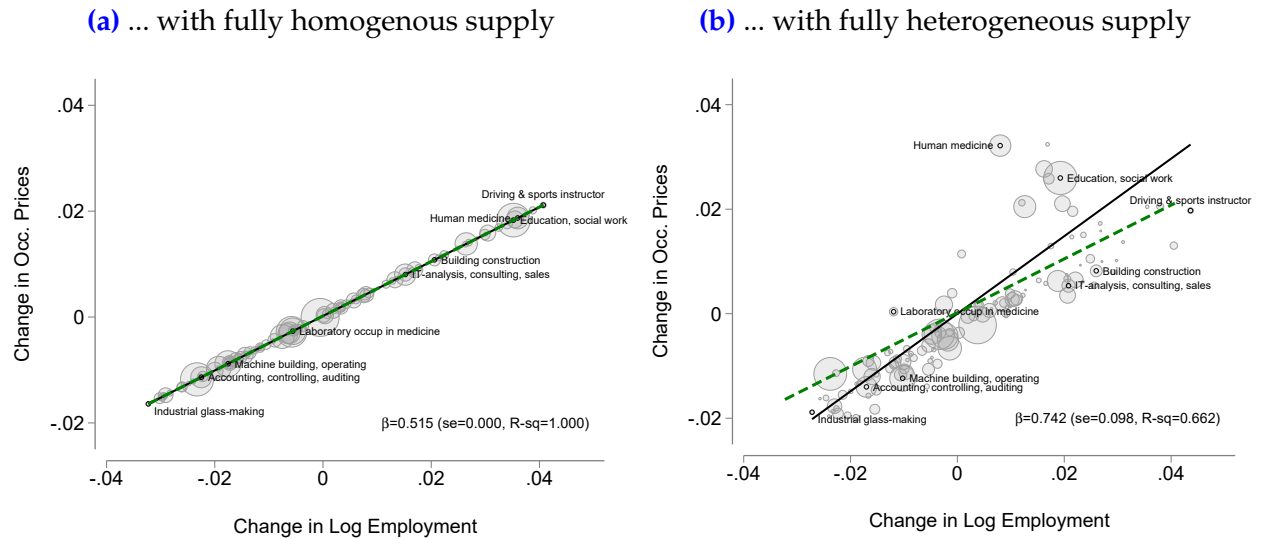 (a) ... with fully homogenous supply
Change in Occ. Prices
.04
.02
0
-.02
Driving & sports instructor
Human medicine
Education, social work
Building construction
IT-analysis, consulting, sales
Laboratory occup in medicine
Machine building, operating
Accounting, controlling, auditing
Industrial glass-making
β=0.515 (se=0.000, R-sq=1.000)
-.04 -.02 0 .02 .04
Change in Log Employment
(b) ... with fully heterogeneous supply
Change in Occ. Prices
.04
.02
0
-.02
Human medicine
Education, social work
Driving & sports instructor
Building construction
IT-analysis, consulting, sales
Laboratory occup in medicine
Machine building, operating
Accounting, controlling, auditing
Industrial glass-making
β=0.742 (se=0.098, R-sq=0.662)
-.04 -.02 0 .02 .04
Change in Log Employment